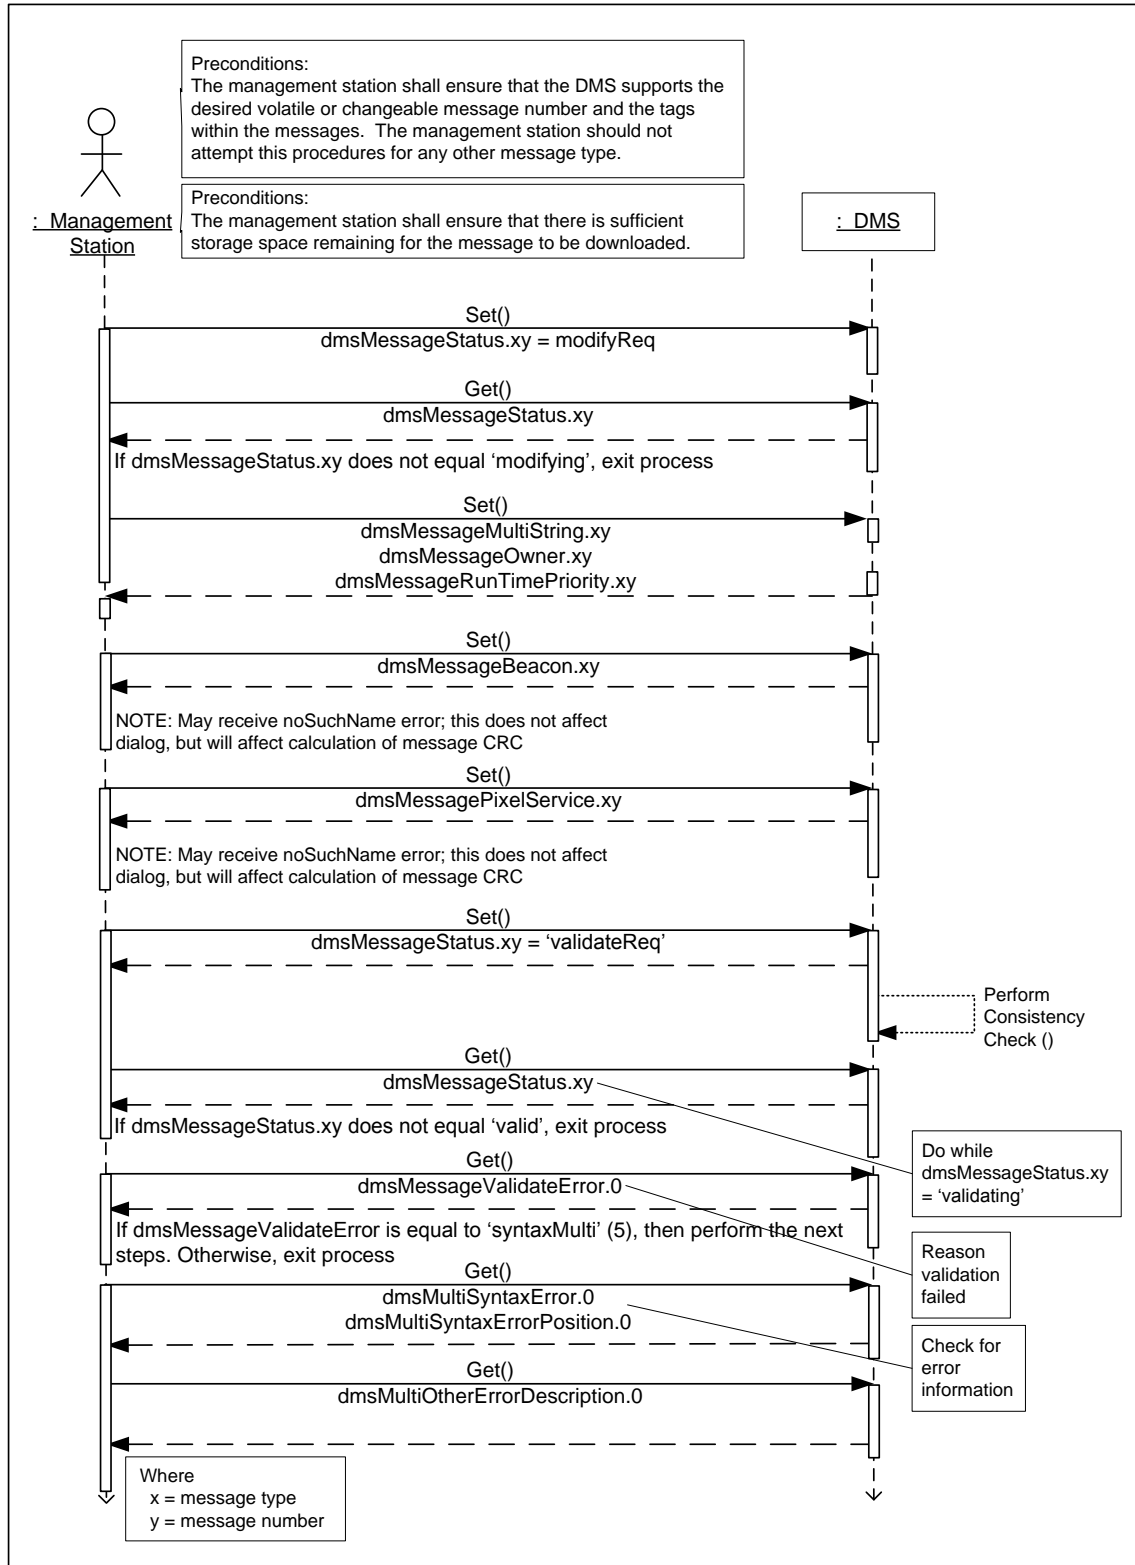 Preconditions:
The management station shall ensure that the DMS supports the
desired volatile or changeable message number and the tags
within the messages.  The management station should not
attempt this procedures for any other message type.
Preconditions:
The management station shall ensure that there is sufficient
storage space remaining for the message to be downloaded.
: Management
Station
: DMS
Set()
dmsMessageStatus.xy = modifyReq
Get()
dmsMessageStatus.xy
If dmsMessageStatus.xy does not equal ‘modifying’, exit process
Set()
dmsMessageMultiString.xy
dmsMessageOwner.xy
dmsMessageRunTimePriority.xy
Set()
dmsMessageBeacon.xy
NOTE: May receive noSuchName error; this does not affect
dialog, but will affect calculation of message CRC
Set()
dmsMessagePixelService.xy
NOTE: May receive noSuchName error; this does not affect
dialog, but will affect calculation of message CRC
Set()
dmsMessageStatus.xy = ‘validateReq’
Perform
Consistency
Check ()
Get()
dmsMessageStatus.xy
If dmsMessageStatus.xy does not equal ‘valid’, exit process
Do while
dmsMessageStatus.xy
= ‘validating’
Get()
dmsMessageValidateError.0
If dmsMessageValidateError is equal to ‘syntaxMulti’ (5), then perform the next
steps. Otherwise, exit process
Reason
validation
failed
Get()
dmsMultiSyntaxError.0
dmsMultiSyntaxErrorPosition.0
Check for
error
information
Get()
dmsMultiOtherErrorDescription.0
Where
x = message type
y = message number